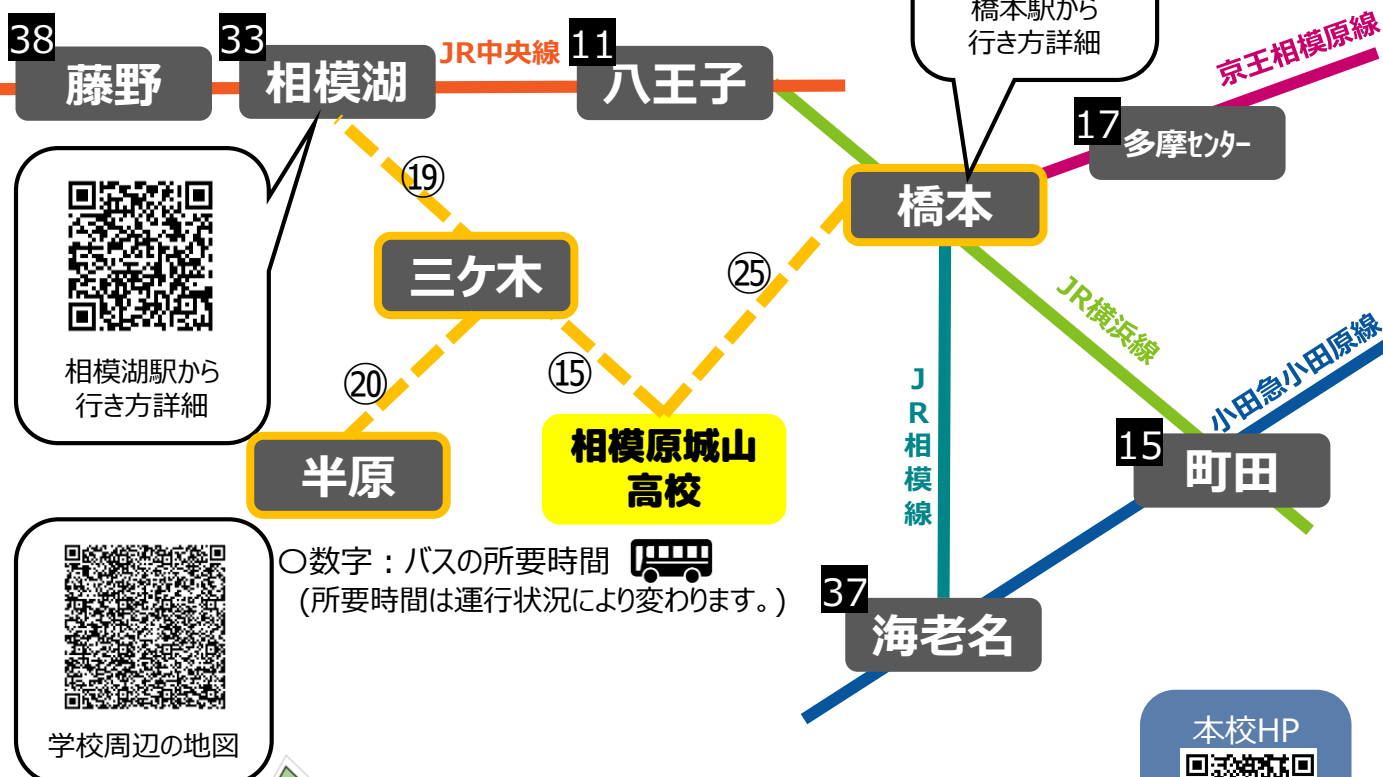 橋本駅から
行き方詳細
38
藤野
33
相模湖
JR中央線
11
八王子
京王相模原線
17
多摩センター
橋本
⑲
三ケ木
㉕
相模湖駅から
行き方詳細
⑳
⑮
半原
相模原城山
高校
JR横浜線
JR相模線
小田急小田原線
15
町田
〇数字：バスの所要時間
(所要時間は運行状況により変わります。)
37
海老名
学校周辺の地図
本校HP